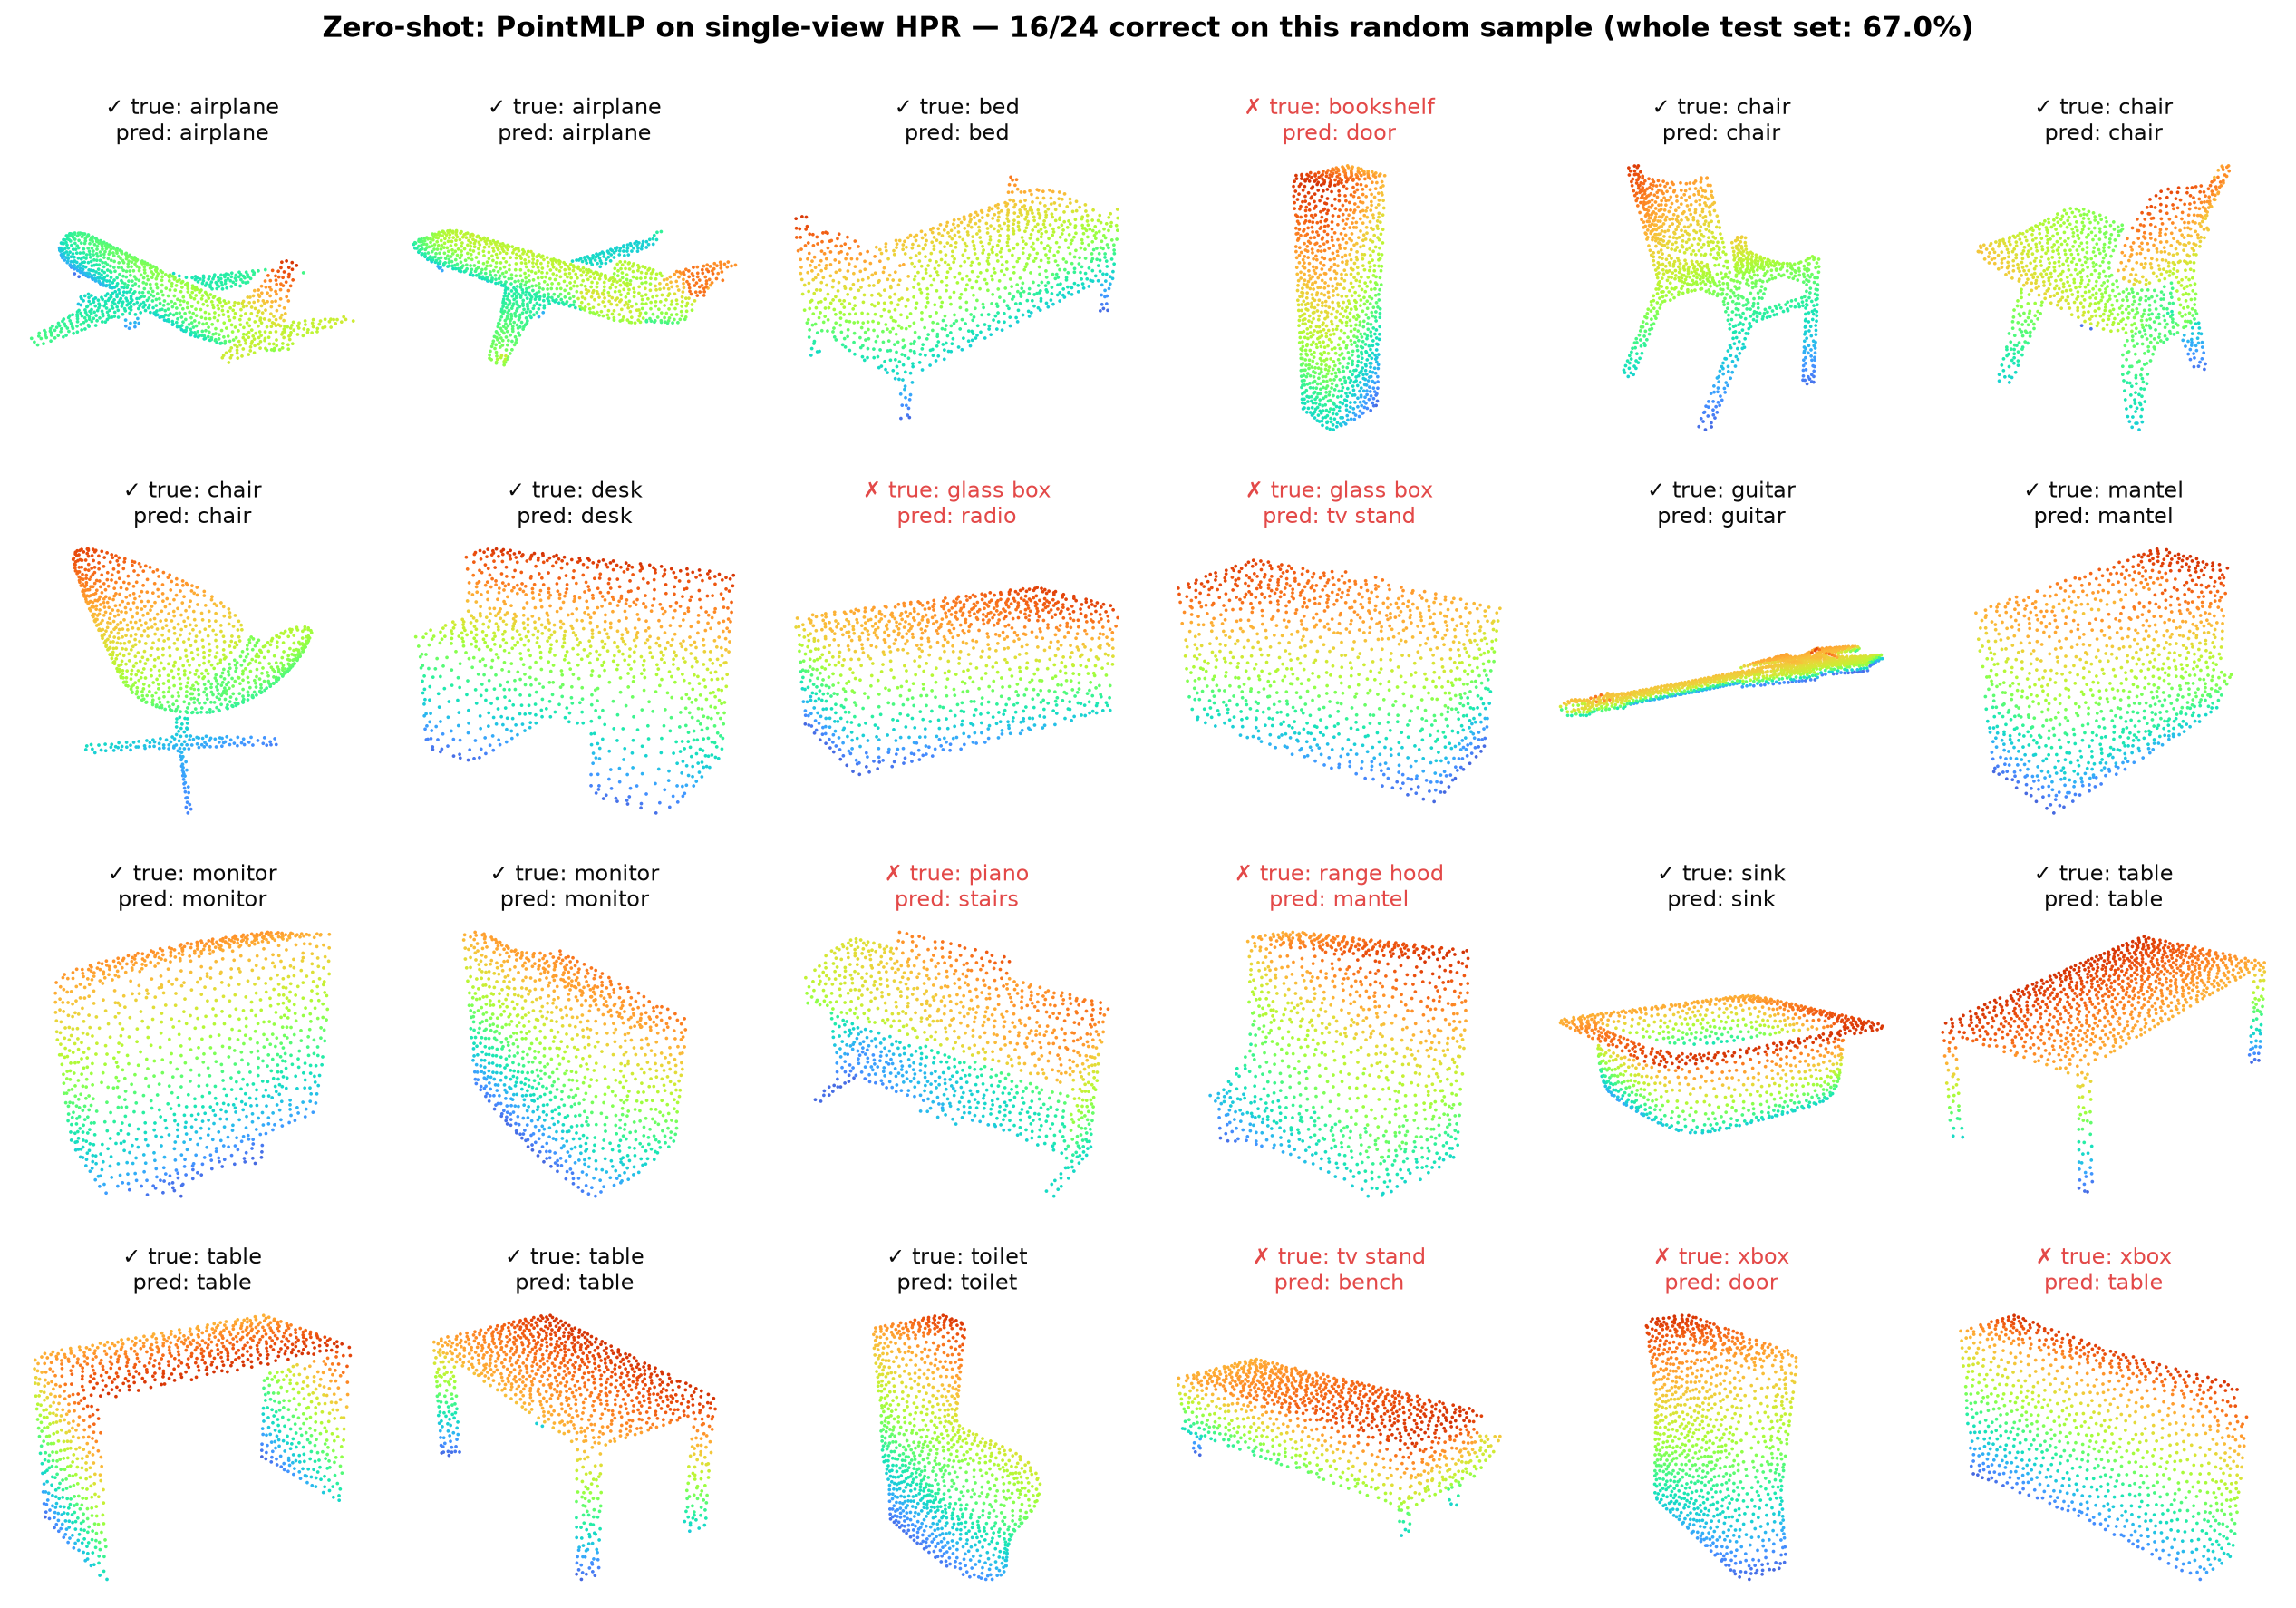 Zero-shot: PointMLP on single-view HPR — 16/24 correct on this random sample (whole test set: 67.0%)
✓ true: airplane
pred: airplane
✓ true: airplane
pred: airplane
✓ true: bed
pred: bed
✗ true: bookshelf
pred: door
✓ true: chair
pred: chair
✓ true: chair
pred: chair
✓ true: chair
pred: chair
✓ true: desk
pred: desk
✗ true: glass box
pred: radio
✗ true: glass box
pred: tv stand
✓ true: guitar
pred: guitar
✓ true: mantel
pred: mantel
✓ true: monitor
pred: monitor
✓ true: monitor
pred: monitor
✗ true: piano
pred: stairs
✗ true: range hood
pred: mantel
✓ true: sink
pred: sink
✓ true: table
pred: table
✓ true: table
pred: table
✓ true: table
pred: table
✓ true: toilet
pred: toilet
✗ true: tv stand
pred: bench
✗ true: xbox
pred: door
✗ true: xbox
pred: table